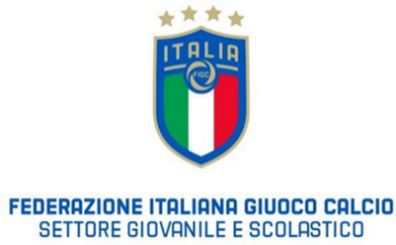 ITALIA
FIGC
FEDERAZIONE ITALIANA GIUOCO CALCIO
SETTORE GIOVANILE E SCOLASTICO